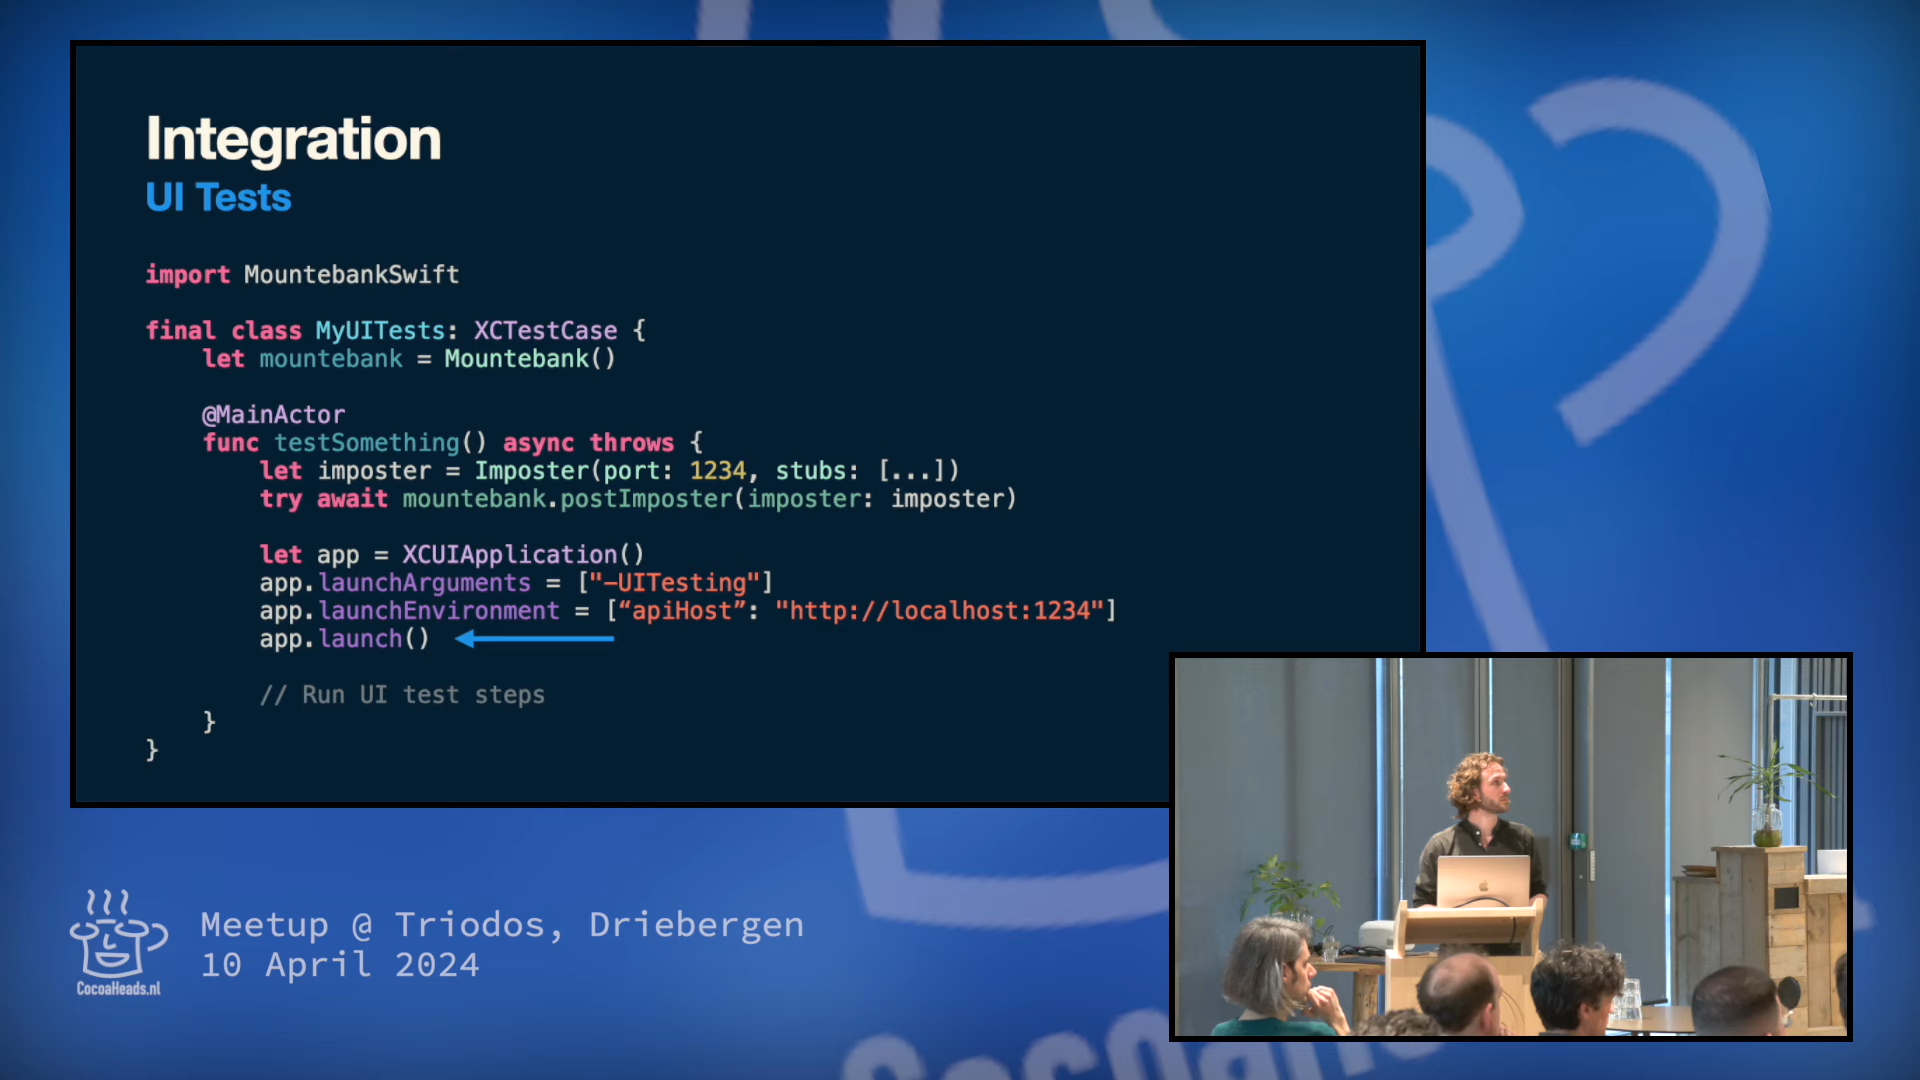 Integration
UI Tests
import MountebankSwift
final class MyUITests: XCTestCase {
let mountebank = Mountebank()
@MainActor
func testSomething() async throws {
let imposter = Imposter(port: 1234, stubs: [...])
try await mountebank.postImposter(imposter: imposter)
let app = XCUIApplication()
app.launchArguments = ["-UITesting"]
app.launchEnvironment = [“apiHost”: "http://localhost:1234"]
app.launch()
// Run UI test steps
}
}
Meetup @ Triodos, Driebergen
10 April 2024
CocoaHeads.nl